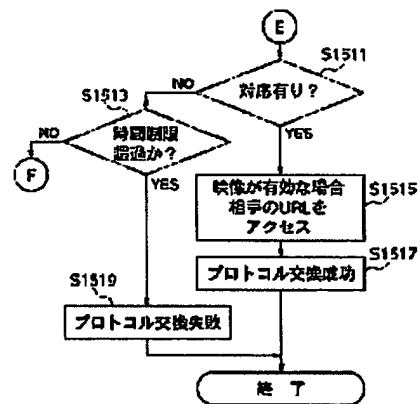 E
S1511
対応有り?
NO
YES
S1513
時間制限
超過か?
NO
YES
F
映像が有効な場合
相手のURLを
アクセス
S1515
プロトコル交換成功
S1517
S1519
プロトコル交換失敗
終 了